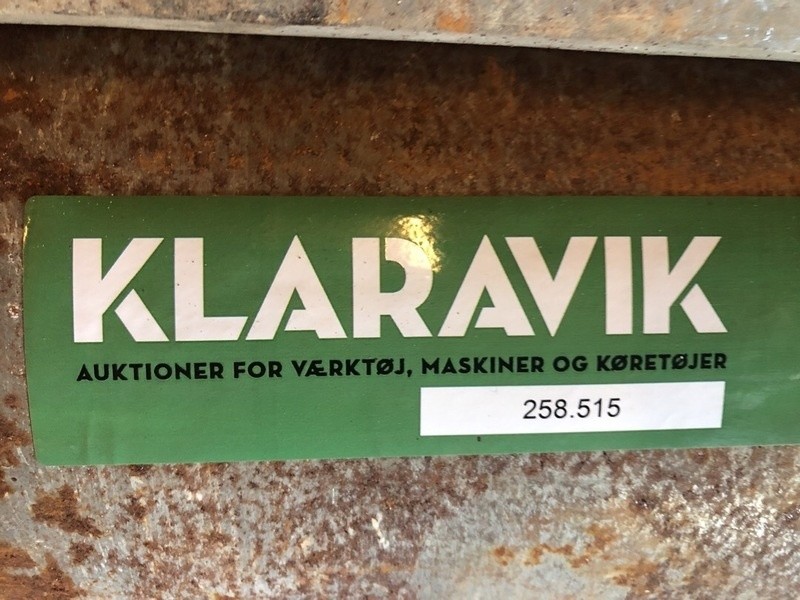 KLARAVIK
AUKTIONER FOR VÆRKTØJ, MASKINER OG KØRETØJER
258.515